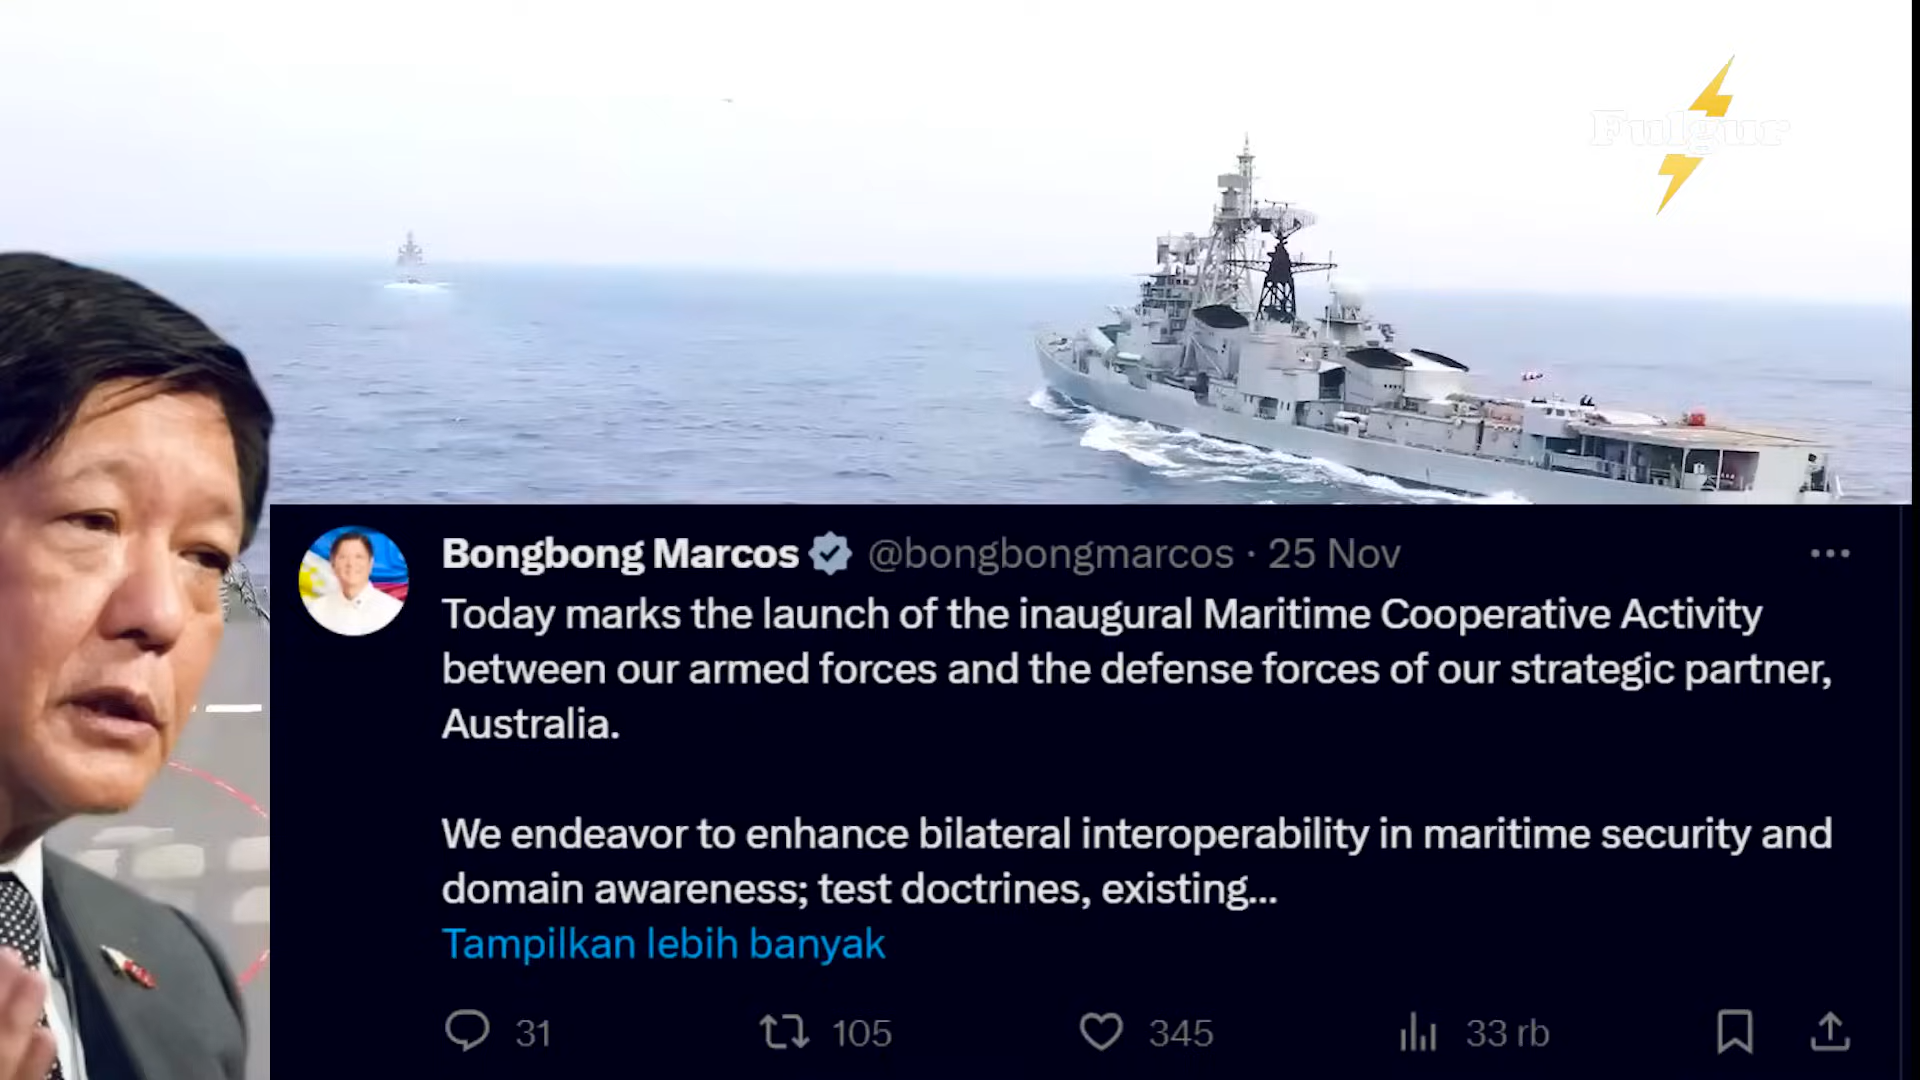 Fulgur
Bongbong Marcos @bongbongmarcos · 25 Nov
Today marks the launch of the inaugural Maritime Cooperative Activity
between our armed forces and the defense forces of our strategic partner,
Australia.
We endeavor to enhance bilateral interoperability in maritime security and
domain awareness; test doctrines, existing...
Tampilkan lebih banyak
31 105 345 33 rb